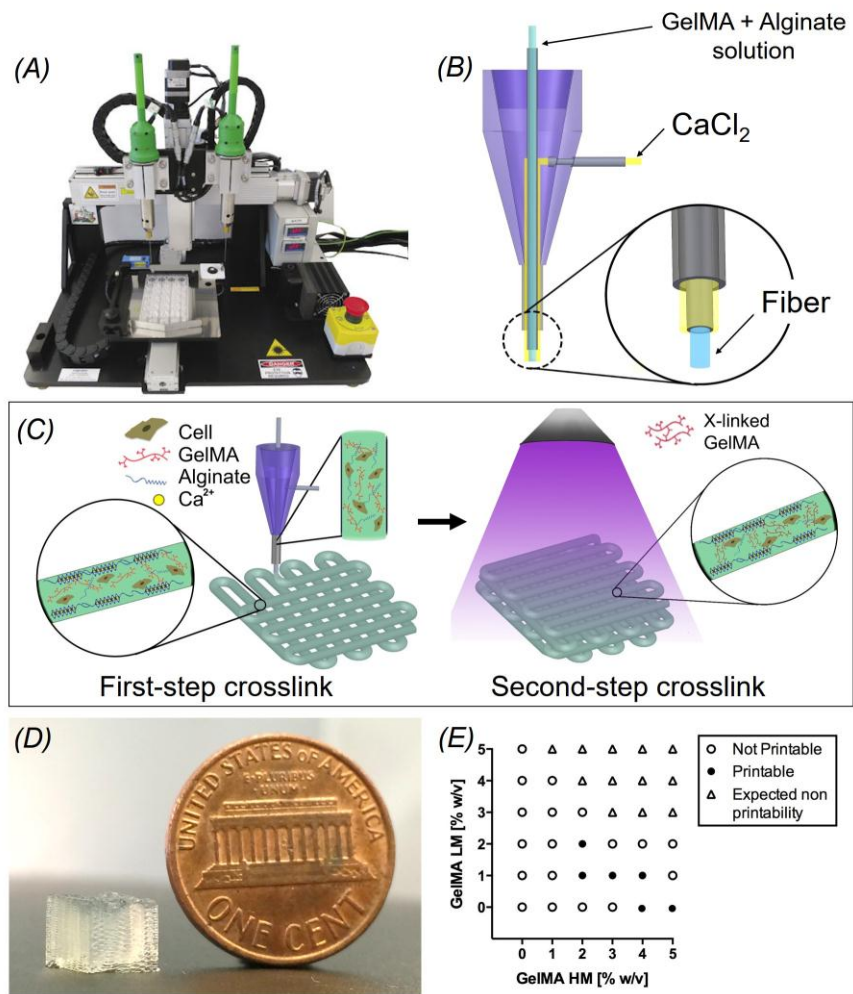 (A)
DANGER
(B)
GelMA + Alginate
solution
CaCl2
Fiber
(C)
Cell
GelMA
Alginate
Ca2+
X-linked
GelMA
First-step crosslink
Second-step crosslink
(D)
UNITED STATES OF AMERICA
E·PLURIBUS
UNUM
ONE CENT
(E)
GelMA LM [% w/v]
5
4
3
2
1
0
0 1 2 3 4 5
GelMA HM [% w/v]
Not Printable
Printable
Expected non
printability